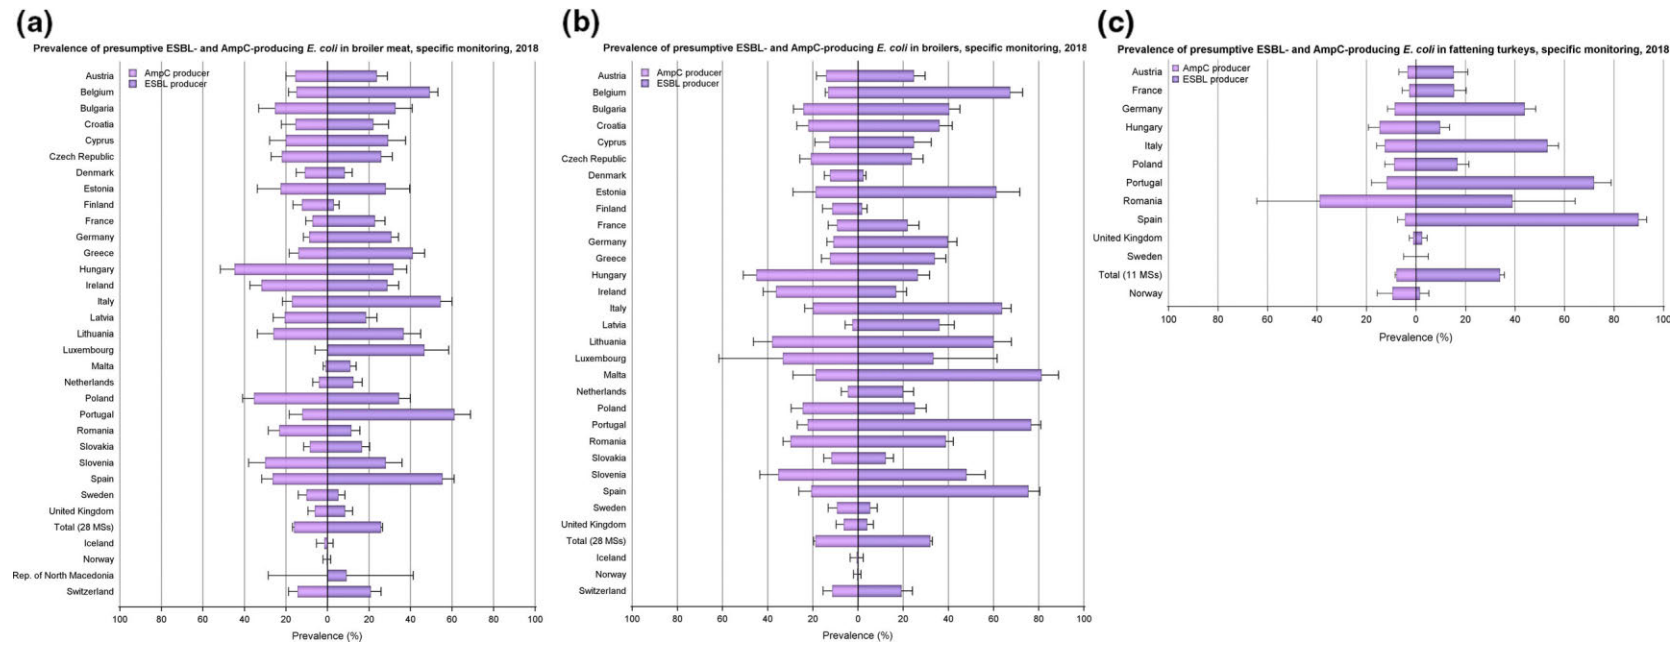 (a)
Prevalence of presumptive ESBL- and AmpC-producing E. coli in broiler meat, specific monitoring, 2018
AmpC producer
ESBL producer
Austria
Belgium
Bulgaria
Croatia
Cyprus
Czech Republic
Denmark
Estonia
Finland
France
Germany
Greece
Hungary
Ireland
Italy
Latvia
Lithuania
Luxembourg
Malta
Netherlands
Poland
Portugal
Romania
Slovakia
Slovenia
Spain
Sweden
United Kingdom
Total (28 MSs)
Iceland
Norway
Rep. of North Macedonia
Switzerland
100 80 60 40 20 0 20 40 60 80 100
Prevalence (%)
(b)
Prevalence of presumptive ESBL- and AmpC-producing E. coli in broilers, specific monitoring, 2018
AmpC producer
ESBL producer
Austria
Belgium
Bulgaria
Croatia
Cyprus
Czech Republic
Denmark
Estonia
Finland
France
Germany
Greece
Hungary
Ireland
Italy
Latvia
Lithuania
Luxembourg
Malta
Netherlands
Poland
Portugal
Romania
Slovakia
Slovenia
Spain
Sweden
United Kingdom
Total (28 MSs)
Iceland
Norway
Switzerland
100 80 60 40 20 0 20 40 60 80 100
Prevalence (%)
(c)
Prevalence of presumptive ESBL- and AmpC-producing E. coli in fattening turkeys, specific monitoring, 2018
AmpC producer
ESBL producer
Austria
France
Germany
Hungary
Italy
Poland
Portugal
Romania
Spain
United Kingdom
Sweden
Total (11 MSs)
Norway
100 80 60 40 20 0 20 40 60 80 100
Prevalence (%)